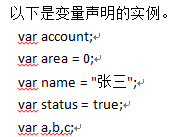 以下是变量声明的实例。
var account;
var area = 0;
var name = "张三";
var status = true;
var a,b,c;